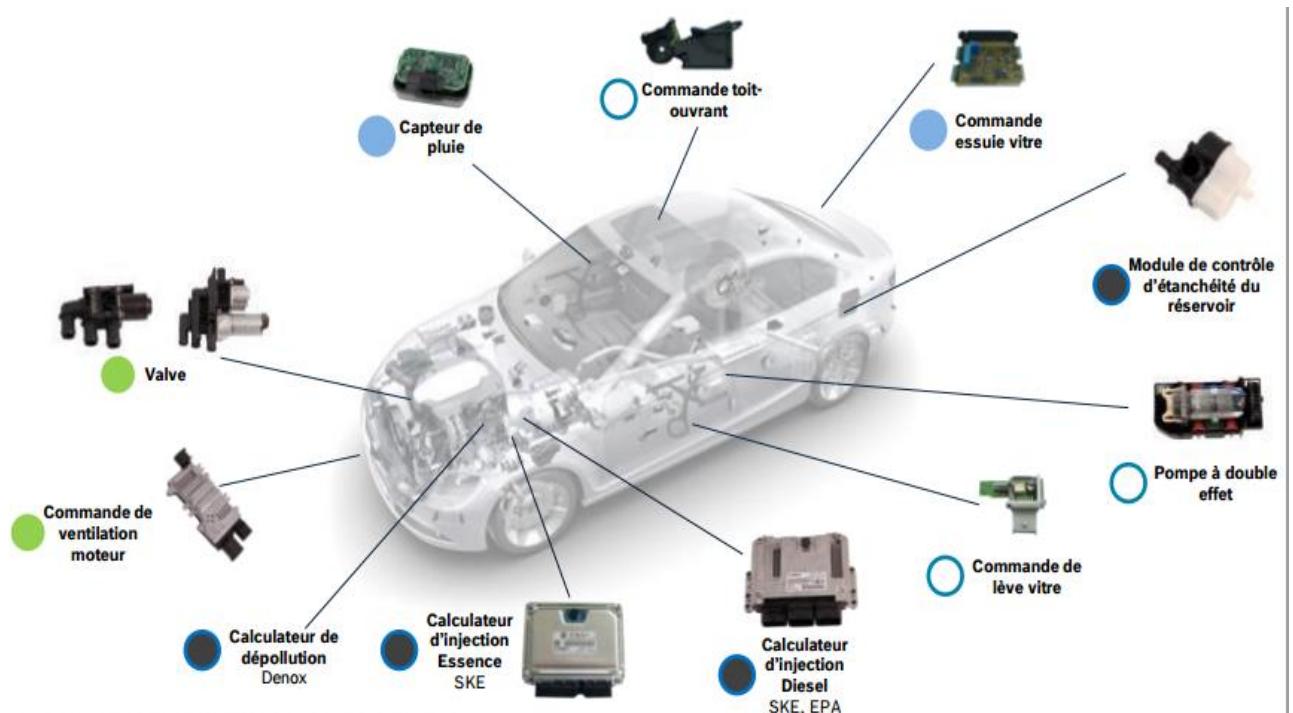 Commande toit-
ouvrant
Capteur de
pluie
Commande
essuie vitre
Module de contrôle
d'étanchéité du
réservoir
Valve
Pompe à double
effet
Commande de
ventilation
moteur
Commande de
lève vitre
Calculateur de
dépollution
Denox
Calculateur
d'injection
Essence
SKE
Calculateur
d'injection
Diesel
SKE, EPA